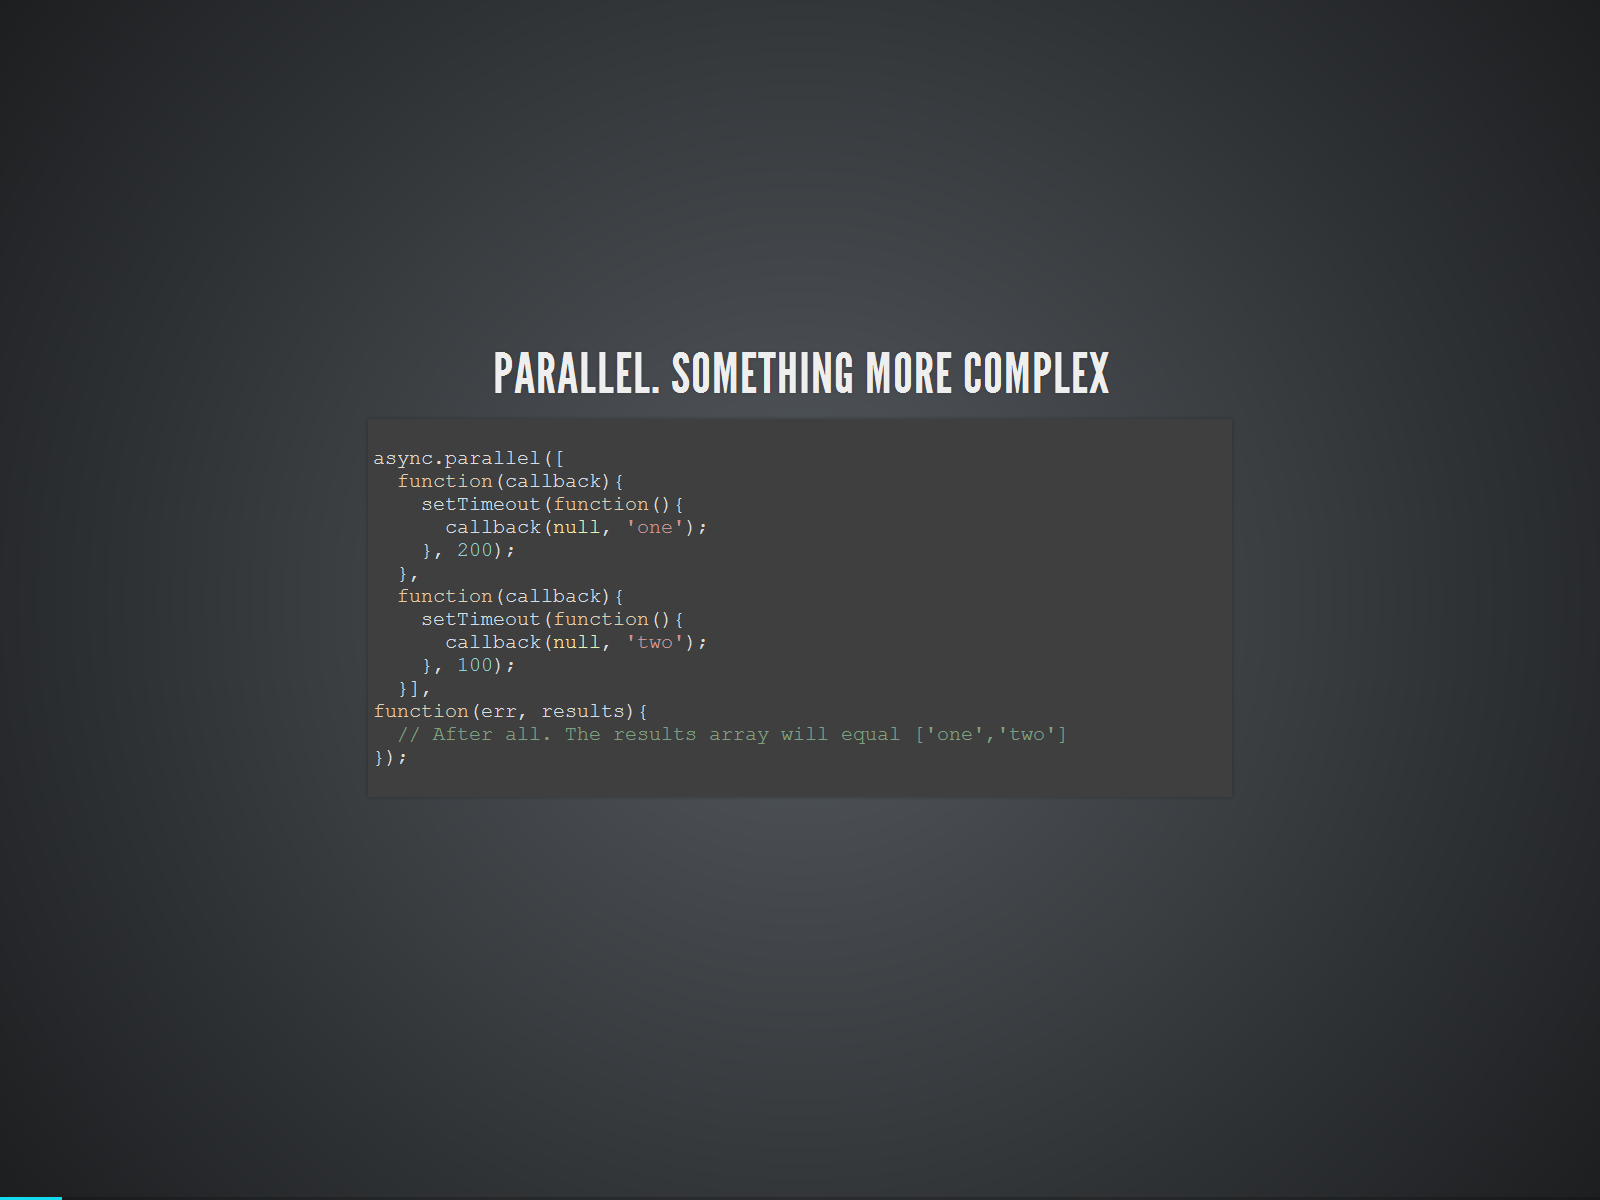 PARALLEL. SOMETHING MORE COMPLEX
async.parallel([
  function(callback){
    setTimeout(function(){
      callback(null, 'one');
    }, 200);
  },
  function(callback){
    setTimeout(function(){
      callback(null, 'two');
    }, 100);
  }],
function(err, results){
  // After all. The results array will equal ['one','two']
});